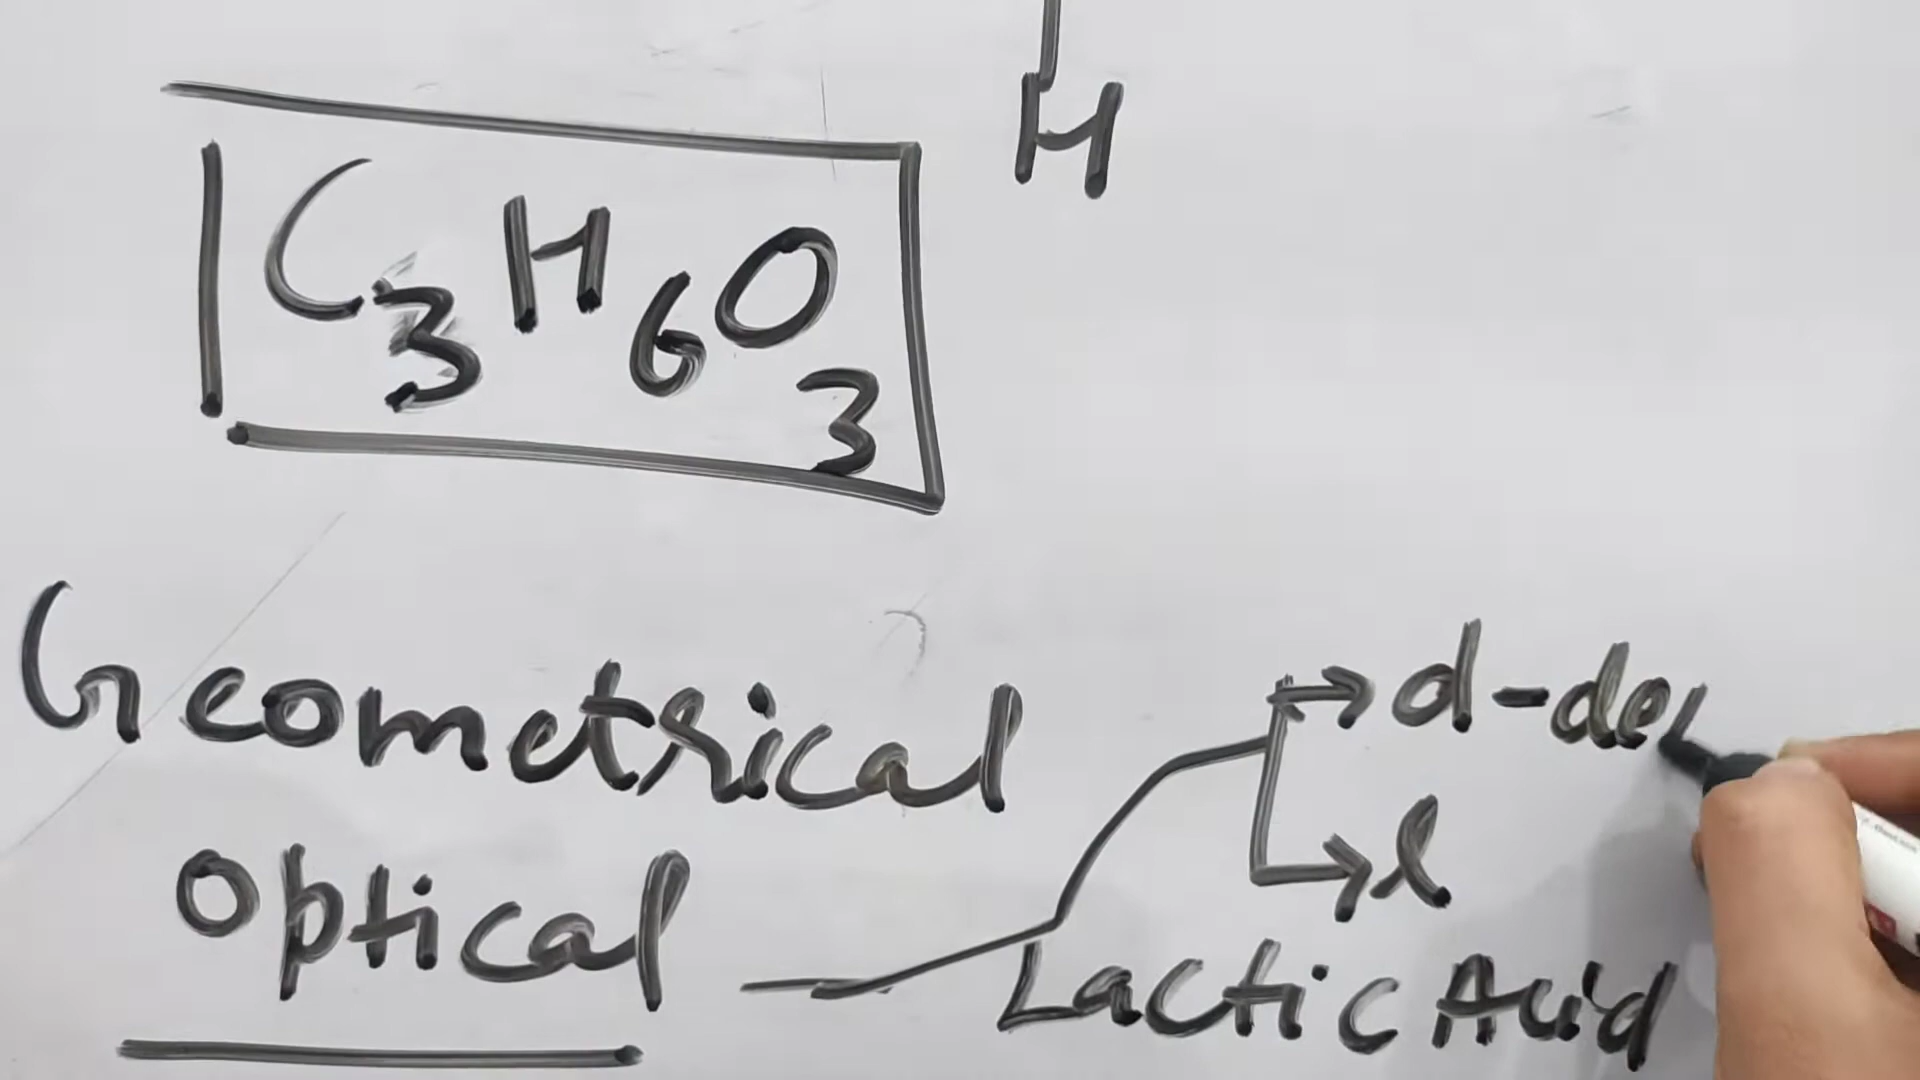 H
C₃H₆O₃
Geometrical
→ d-de
→ l
Optical
Lactic Acid